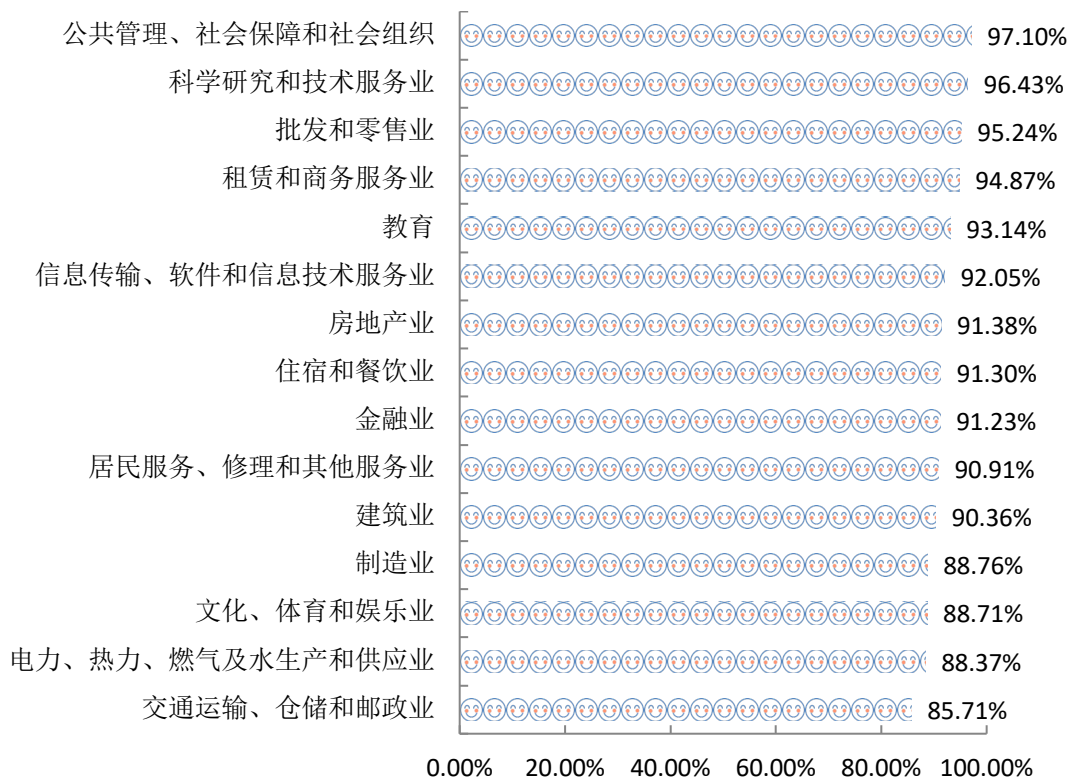 公共管理、社会保障和社会组织 97.10%
科学研究和技术服务业 96.43%
批发和零售业 95.24%
租赁和商务服务业 94.87%
教育 93.14%
信息传输、软件和信息技术服务业 92.05%
房地产业 91.38%
住宿和餐饮业 91.30%
金融业 91.23%
居民服务、修理和其他服务业 90.91%
建筑业 90.36%
制造业 88.76%
文化、体育和娱乐业 88.71%
电力、热力、燃气及水生产和供应业 88.37%
交通运输、仓储和邮政业 85.71%
0.00% 20.00% 40.00% 60.00% 80.00% 100.00%